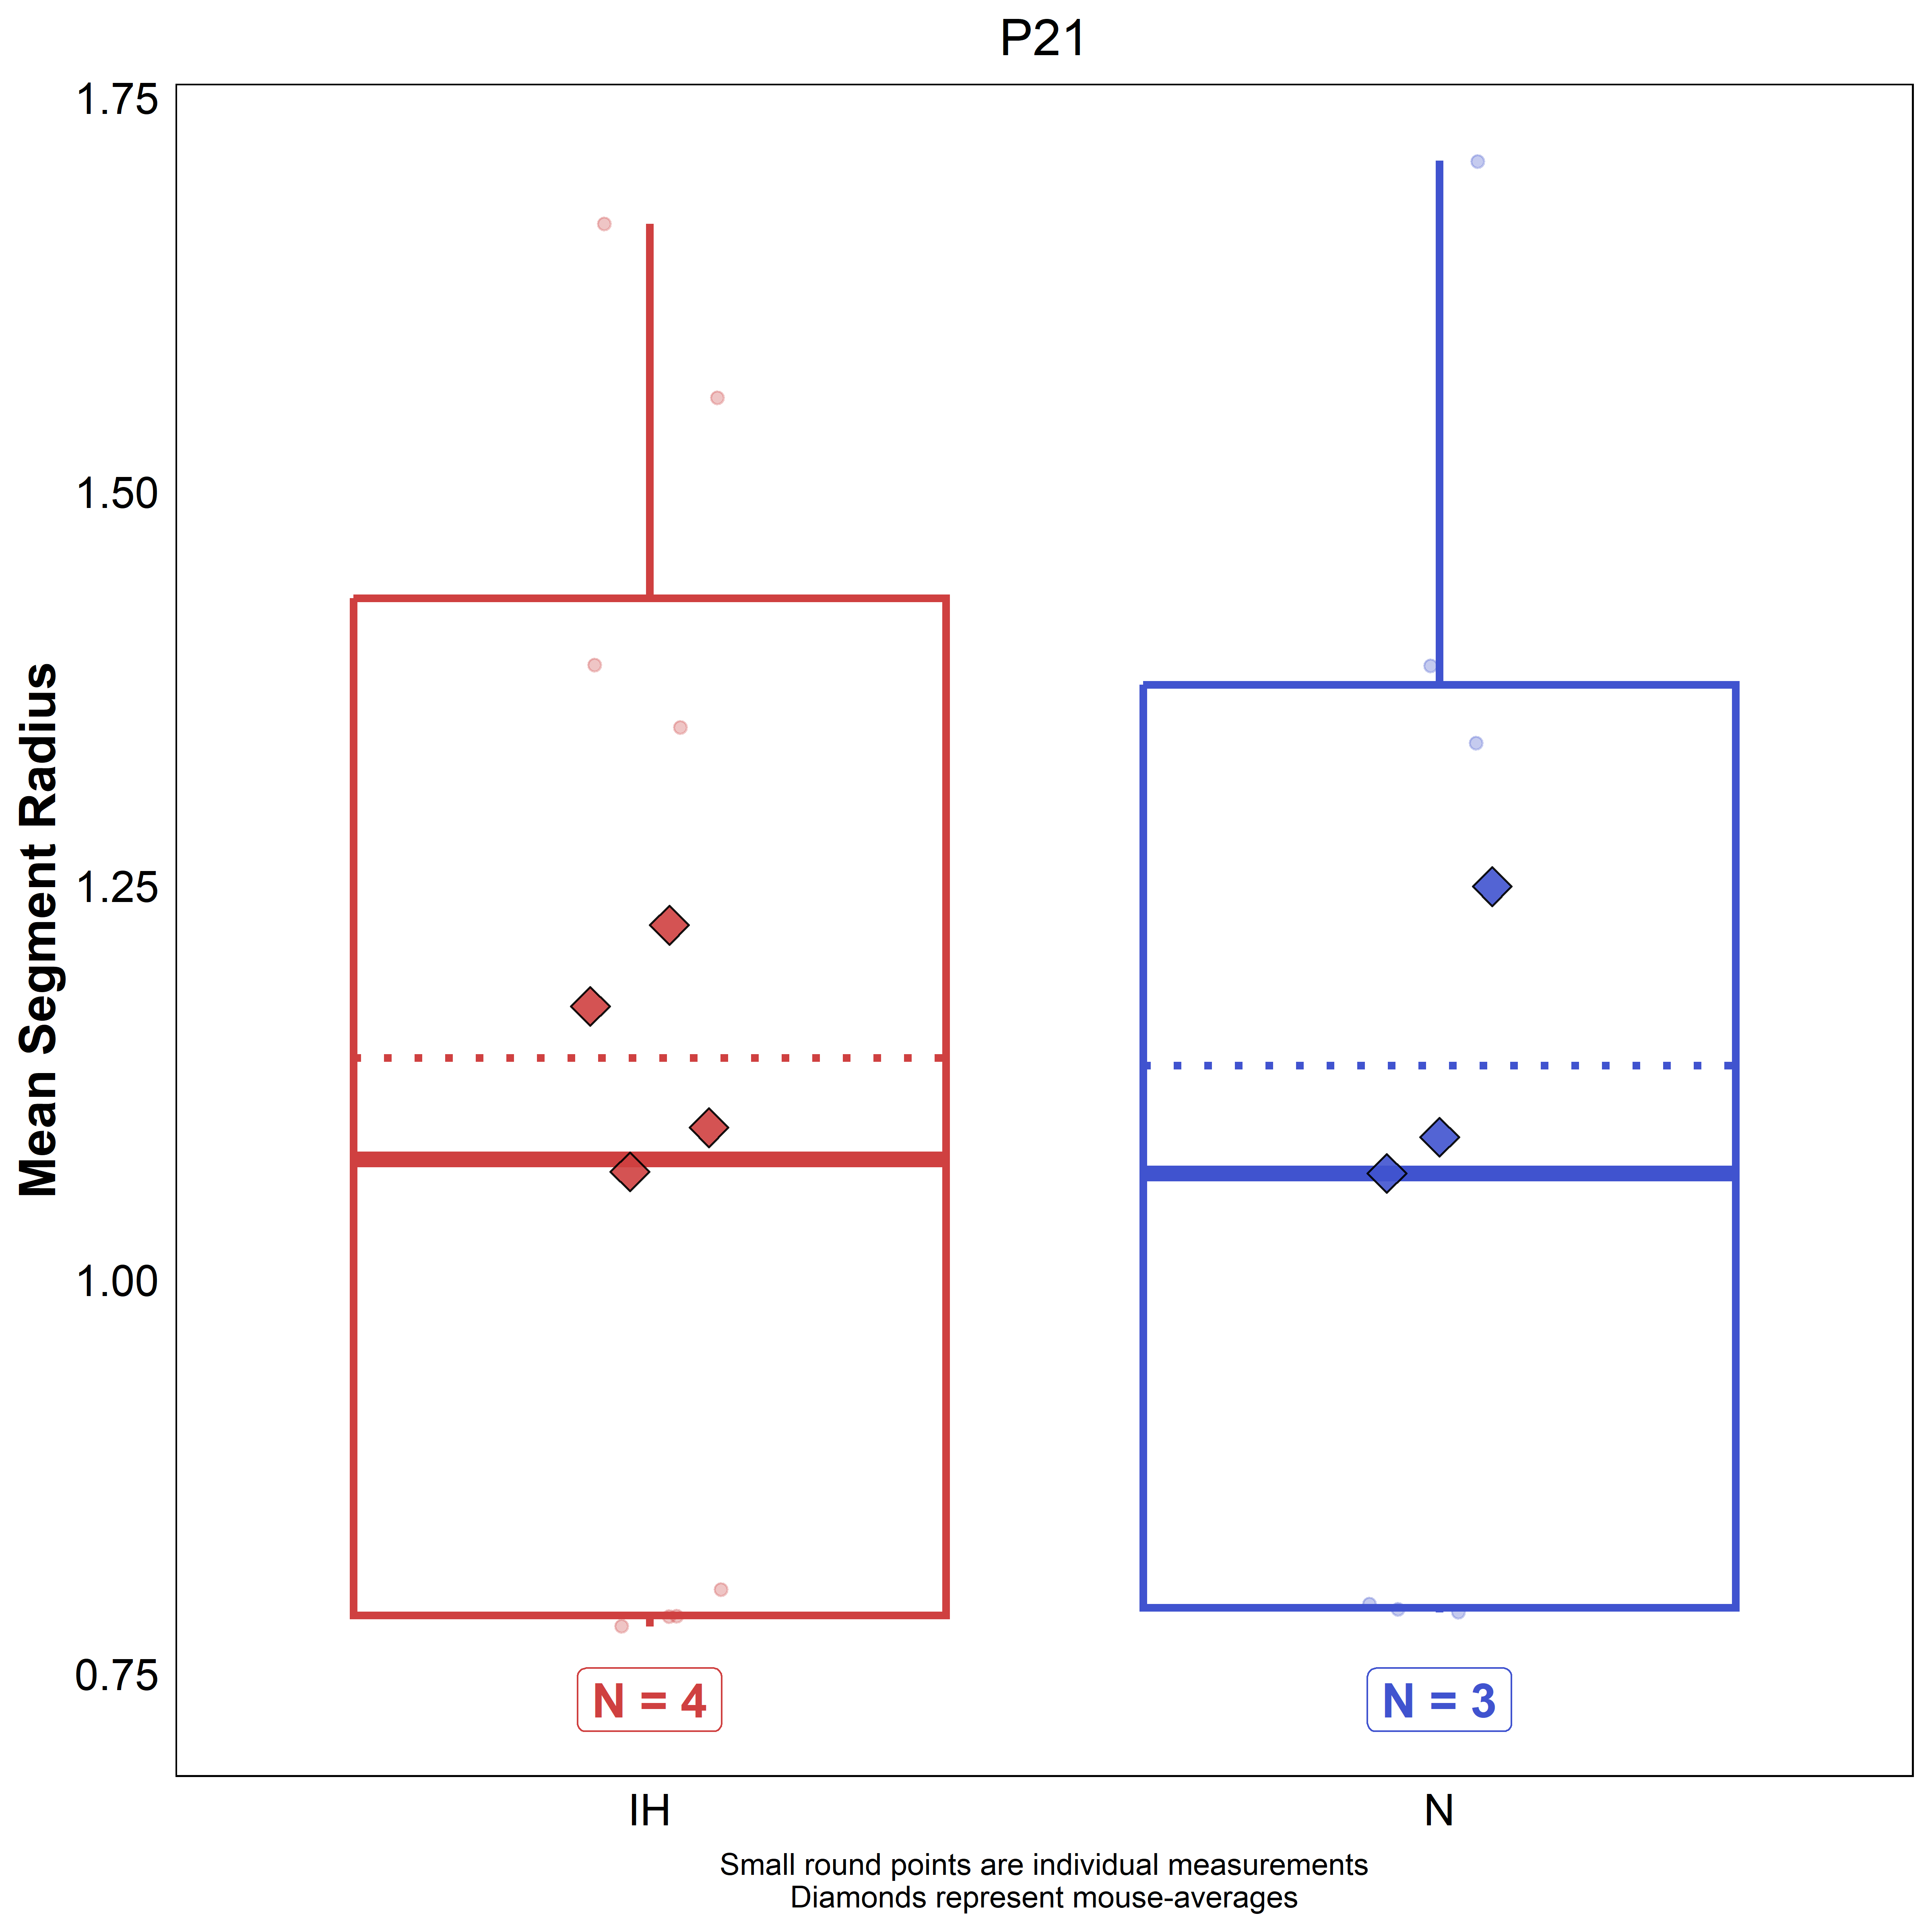 P21
1.75
1.50
1.25
1.00
0.75
Mean Segment Radius
N = 4
N = 3
IH
N
Small round points are individual measurements
Diamonds represent mouse-averages